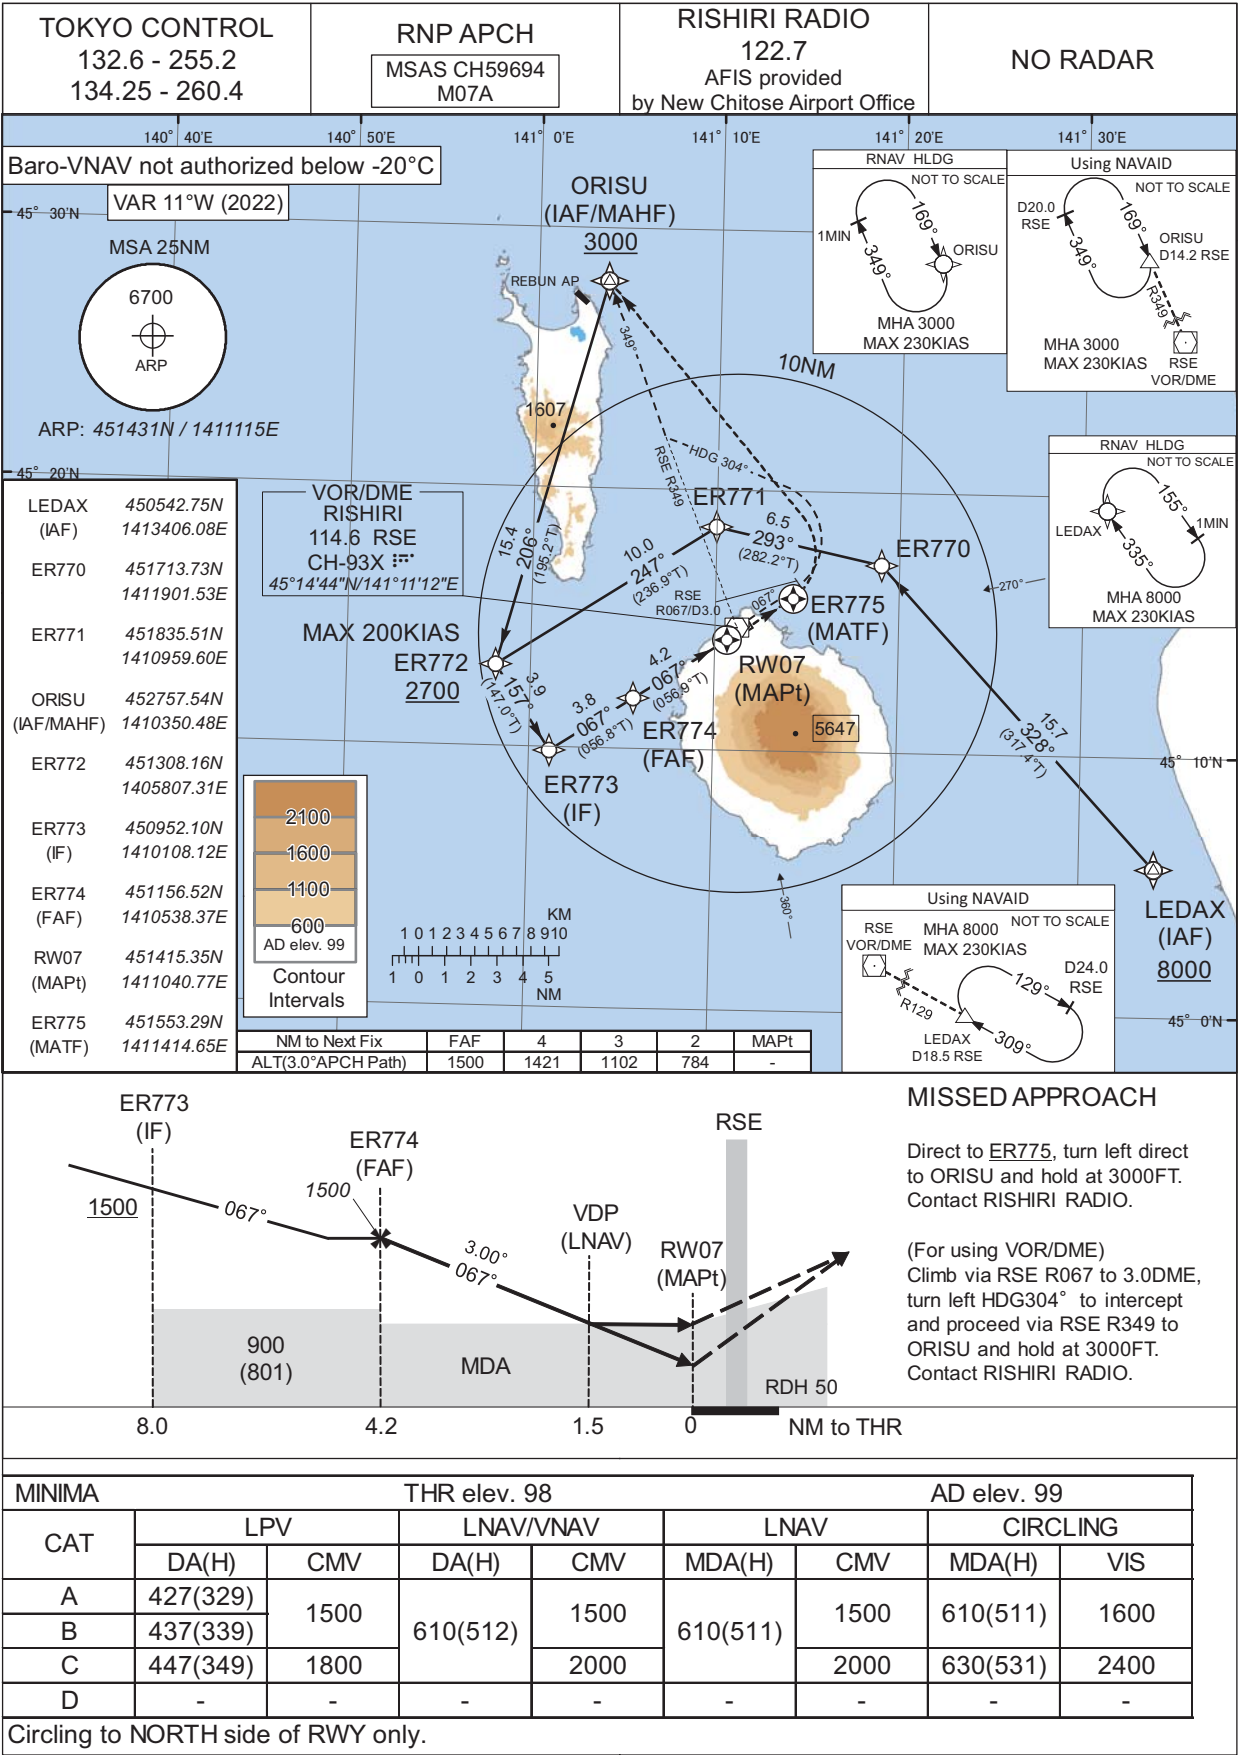 TOKYO CONTROL
132.6 - 255.2
134.25 - 260.4
RNP APCH
MSAS CH59694
M07A
RISHIRI RADIO
122.7
AFIS provided
by New Chitose Airport Office
NO RADAR
140° 40'E
140° 50'E
141° 0'E
141° 10'E
141° 20'E
141° 30'E
Baro-VNAV not authorized below -20°C
VAR 11°W (2022)
45° 30'N
MSA 25NM
6700
ARP
ARP: 451431N / 1411115E
45° 20'N
ORISU
(IAF/MAHF)
3000
REBUN AP
349°
1607
10NM
RNAV HLDG
NOT TO SCALE
169°
1MIN
349°
ORISU
MHA 3000
MAX 230KIAS
Using NAVAID
NOT TO SCALE
D20.0
RSE
169°
349°
ORISU
D14.2 RSE
R349
MHA 3000
MAX 230KIAS
RSE
VOR/DME
RNAV HLDG
NOT TO SCALE
155°
LEDAX
1MIN
335°
MHA 8000
MAX 230KIAS
LEDAX
(IAF)
450542.75N
1413406.08E
ER770
451713.73N
1411901.53E
ER771
451835.51N
1410959.60E
ORISU
(IAF/MAHF)
452757.54N
1410350.48E
ER772
451308.16N
1405807.31E
ER773
(IF)
450952.10N
1410108.12E
ER774
(FAF)
451156.52N
1410538.37E
RW07
(MAPt)
451415.35N
1411040.77E
ER775
(MATF)
451553.29N
1411414.65E
VOR/DME
RISHIRI
114.6 RSE
CH-93X
45°14'44"N/141°11'12"E
HDG 304°
RSE R349
ER771
6.5
293°
(282.2°T)
ER770
15.4
206°
(195.2°T)
10.0
247°
(236.9°T)
270°
RSE
R067/D3.0
067°
ER775
(MATF)
MAX 200KIAS
ER772
2700
3.9
157°
(147.0°T)
3.8
067°
(056.8°T)
4.2
067°
(056.9°T)
RW07
(MAPt)
5647
ER774
(FAF)
ER773
(IF)
15.7
328°
(317.4°T)
45° 10'N
360°
LEDAX
(IAF)
8000
2100
1600
1100
600
AD elev. 99
Contour
Intervals
KM
1 0 1 2 3 4 5 6 7 8 9 10
1 0 1 2 3 4 5
NM
Using NAVAID
RSE
VOR/DME
MHA 8000
MAX 230KIAS
NOT TO SCALE
R129
129°
D24.0
RSE
309°
LEDAX
D18.5 RSE
45° 0'N
NM to Next Fix FAF 4 3 2 MAPt
ALT(3.0°APCH Path) 1500 1421 1102 784 -
ER773
(IF)
1500
067°
ER774
(FAF)
1500
3.00°
067°
VDP
(LNAV)
RW07
(MAPt)
RSE
900
(801)
MDA
RDH 50
8.0 4.2 1.5 0 NM to THR
MISSED APPROACH
Direct to ER775, turn left direct
to ORISU and hold at 3000FT.
Contact RISHIRI RADIO.
(For using VOR/DME)
Climb via RSE R067 to 3.0DME,
turn left HDG304° to intercept
and proceed via RSE R349 to
ORISU and hold at 3000FT.
Contact RISHIRI RADIO.
MINIMA THR elev. 98 AD elev. 99
CAT LPV LNAV/VNAV LNAV CIRCLING
DA(H) CMV DA(H) CMV MDA(H) CMV MDA(H) VIS
A 427(329) 1500 610(512) 1500 610(511) 1500 610(511) 1600
B 437(339)
C 447(349) 1800 2000 2000 630(531) 2400
D - - - - - - - -
Circling to NORTH side of RWY only.